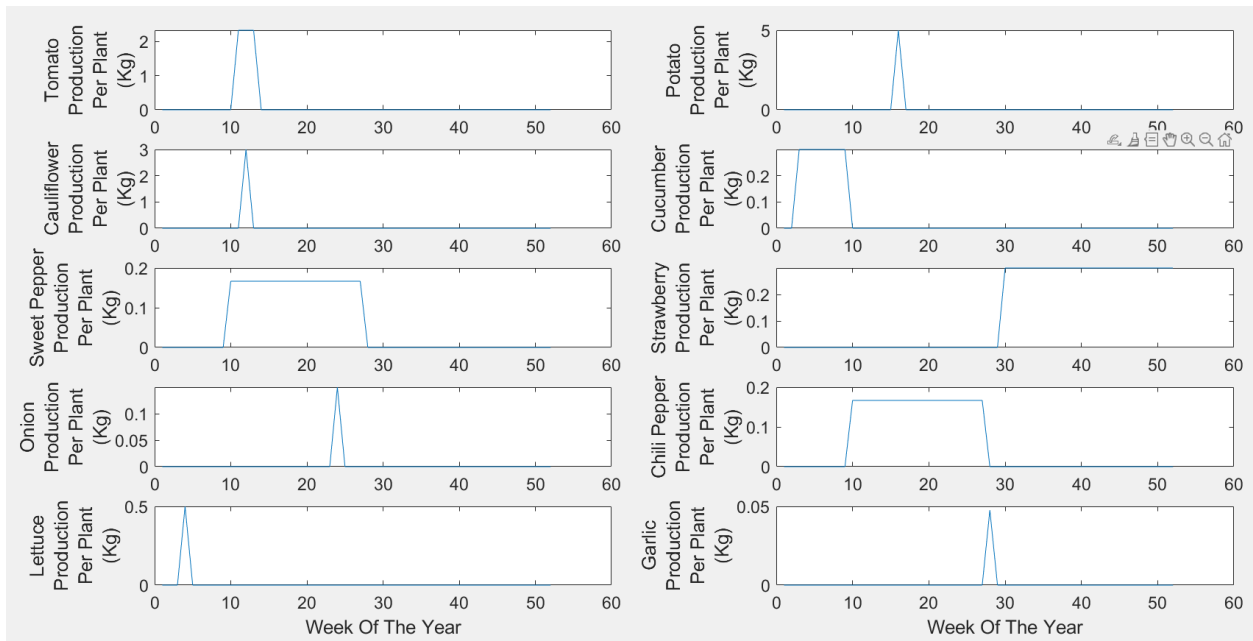 Tomato
Production
Per Plant
(Kg)
2
1
0
0 10 20 30 40 50 60
Potato
Production
Per Plant
(Kg)
5
0
0 10 20 30 40 50 60
Cauliflower
Production
Per Plant
(Kg)
3
2
1
0
0 10 20 30 40 50 60
Cucumber
Production
Per Plant
(Kg)
0.2
0.1
0
0 10 20 30 40 50 60
Sweet Pepper
Production
Per Plant
(Kg)
0.2
0.1
0
0 10 20 30 40 50 60
Strawberry
Production
Per Plant
(Kg)
0.2
0.1
0
0 10 20 30 40 50 60
Onion
Production
Per Plant
(Kg)
0.1
0.05
0
0 10 20 30 40 50 60
Chili Pepper
Production
Per Plant
(Kg)
0.2
0.1
0
0 10 20 30 40 50 60
Lettuce
Production
Per Plant
(Kg)
0.5
0
0 10 20 30 40 50 60
Week Of The Year
Garlic
Production
Per Plant
(Kg)
0.05
0
0 10 20 30 40 50 60
Week Of The Year